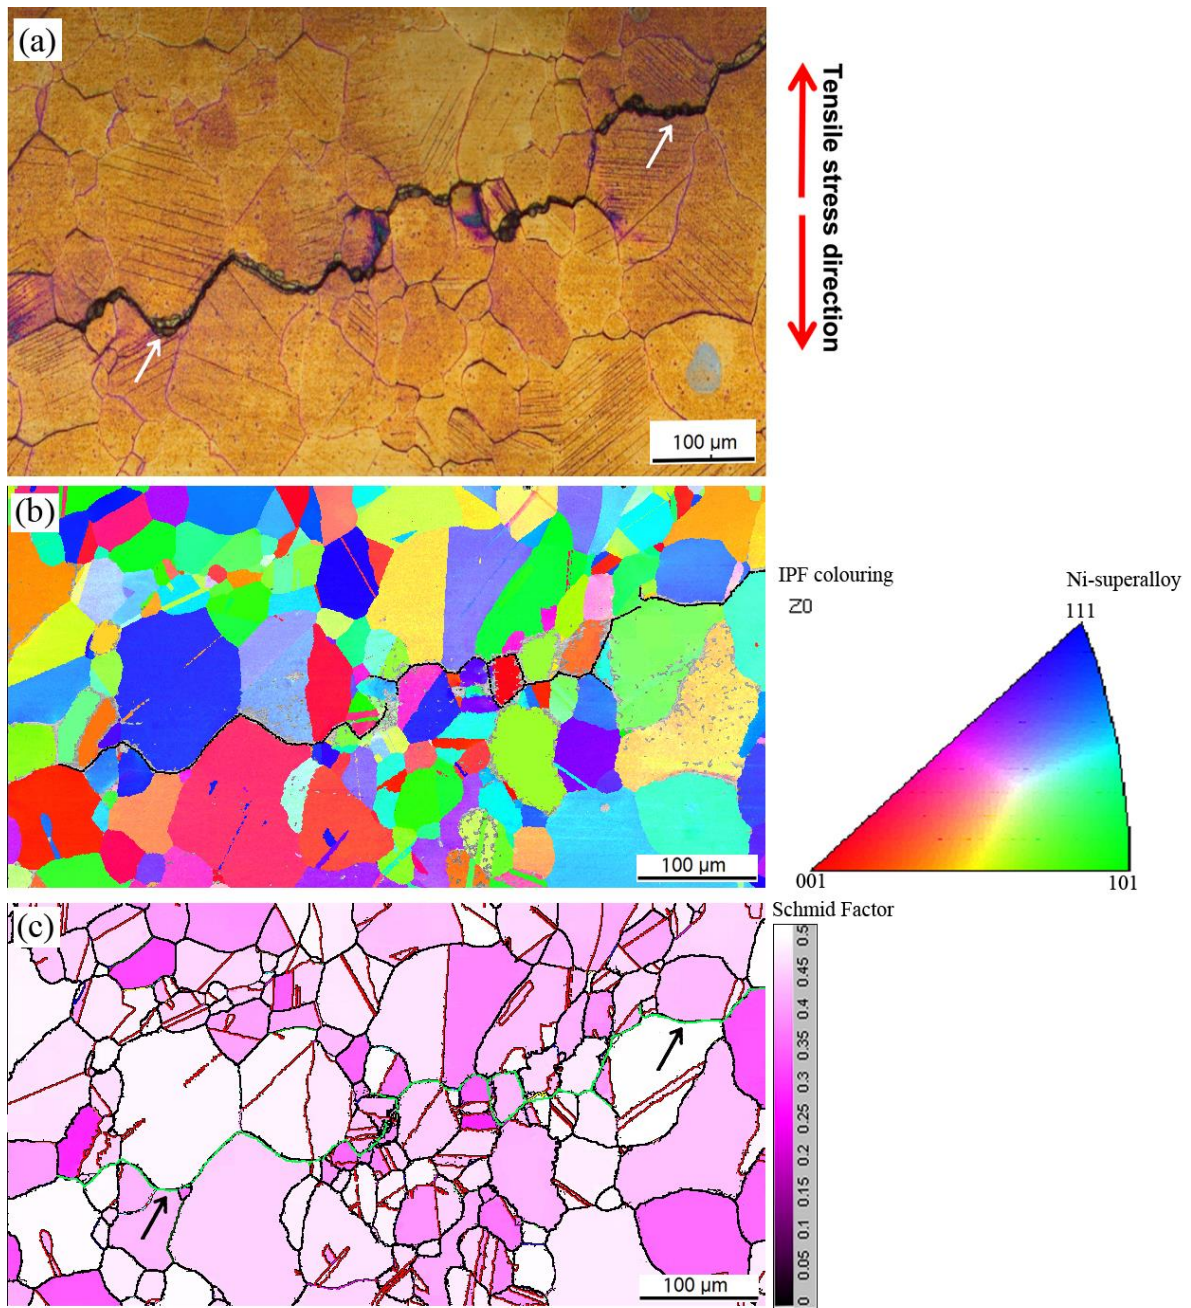 (a)
Tensile stress direction
100 µm
(b)
IPF colouring
Z0
Ni-superalloy
111
001
101
100 µm
(c)
Schmid Factor
0.5
0.45
0.4
0.35
0.3
0.25
0.2
0.15
0.1
0.05
0
100 µm